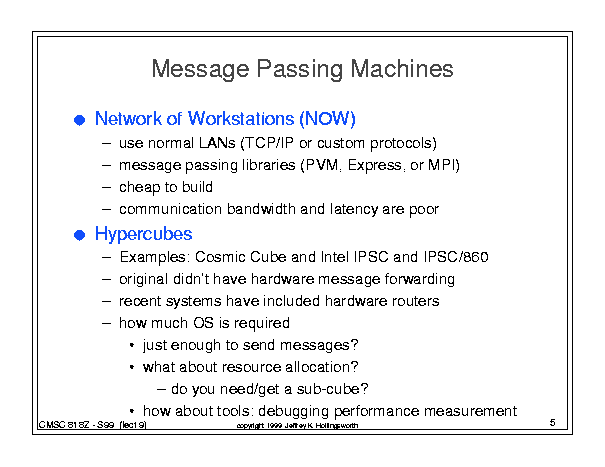 Message Passing Machines
● Network of Workstations (NOW)
– use normal LANs (TCP/IP or custom protocols)
– message passing libraries (PVM, Express, or MPI)
– cheap to build
– communication bandwidth and latency are poor
● Hypercubes
– Examples: Cosmic Cube and Intel IPSC and IPSC/860
– original didn't have hardware message forwarding
– recent systems have included hardware routers
– how much OS is required
• just enough to send messages?
• what about resource allocation?
– do you need/get a sub-cube?
• how about tools: debugging performance measurement
CMSC 818Z - S99 (lect 9)
copyright 1999 Jeffrey K. Hollingsworth
5